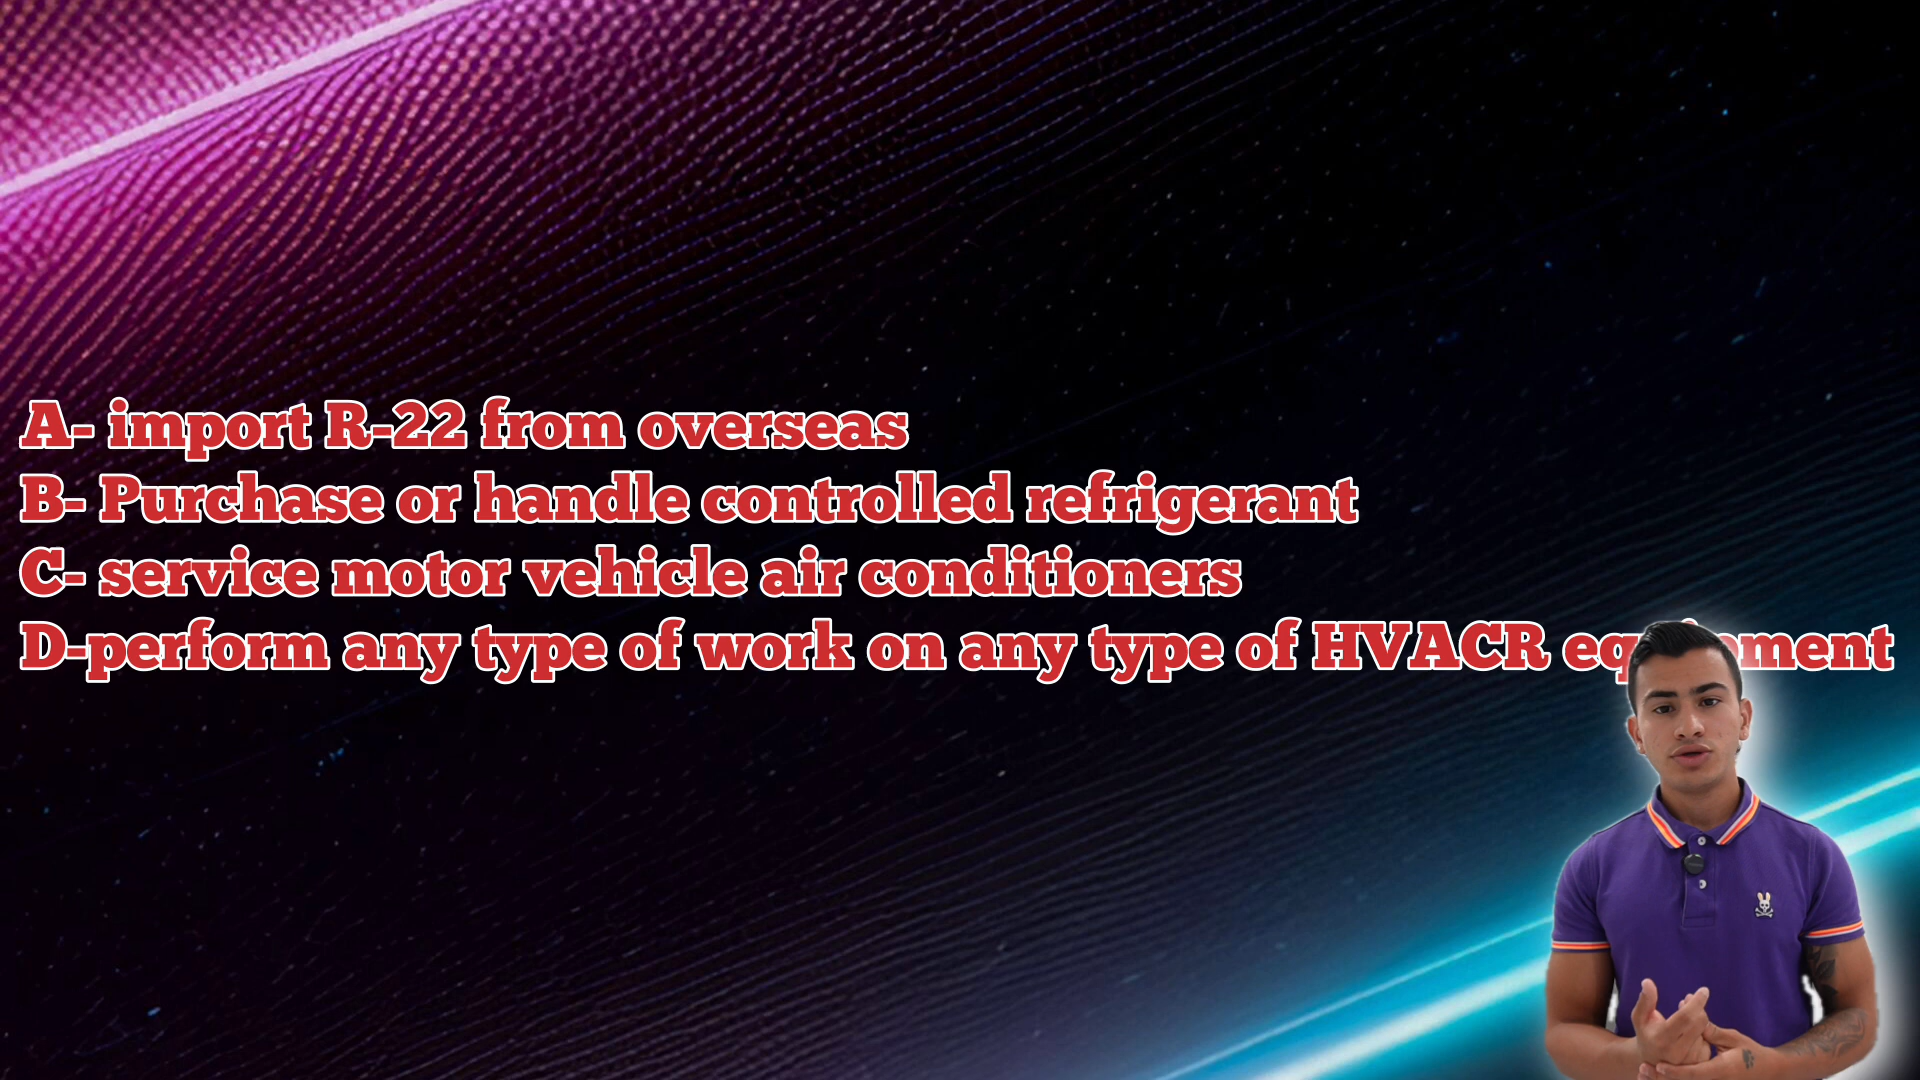 A- import R-22 from overseas
B- Purchase or handle controlled refrigerant
C- service motor vehicle air conditioners
D-perform any type of work on any type of HVACR